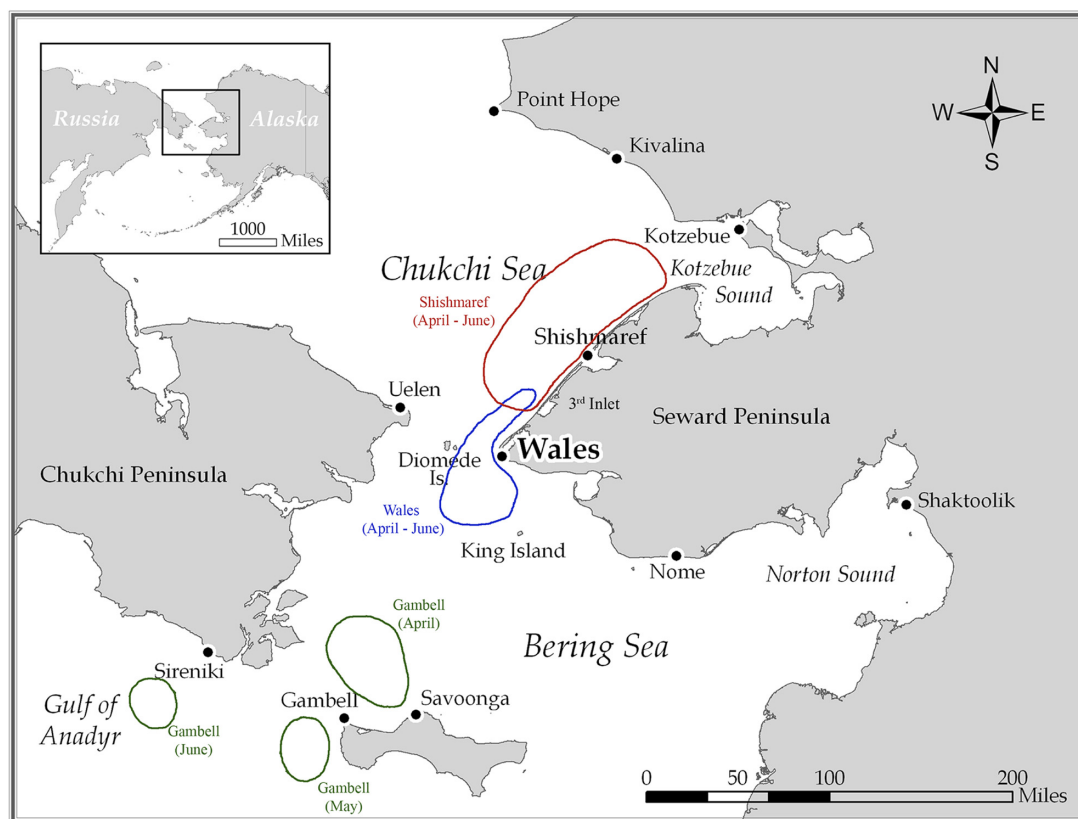 Russia
Alaska
1000
Miles
N
W E
S
Point Hope
Kivalina
Kotzebue
Kotzebue
Sound
Chukchi Sea
Shishmaref
(April - June)
Shishmaref
3rd Inlet
Uelen
Seward Peninsula
Wales
Diomede
Is.
Chukchi Peninsula
Wales
(April - June)
King Island
Shaktoolik
Nome
Norton Sound
Gambell
(April)
Bering Sea
Sireniki
Gulf of
Anadyr
Gambell
(June)
Gambell
Savoonga
Gambell
(May)
0 50 100 200
Miles